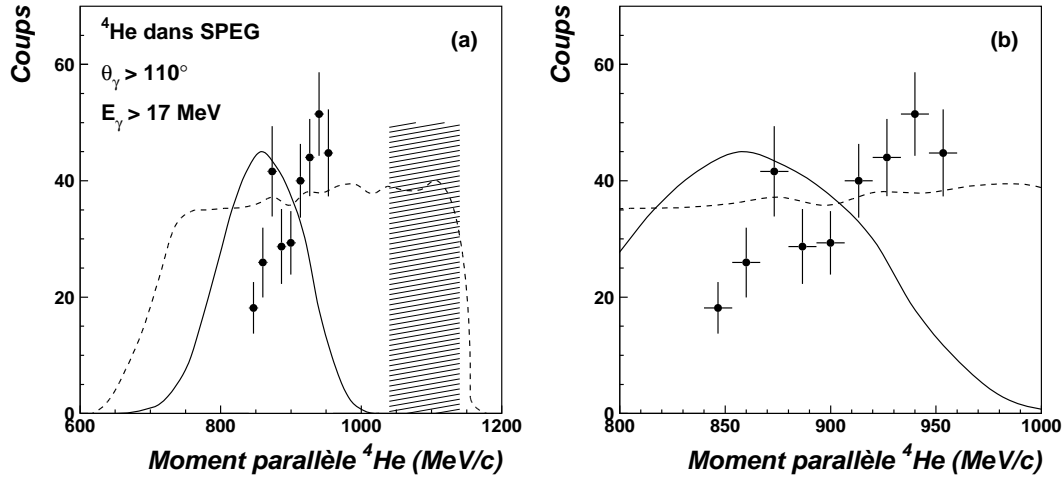 Coups
60
40
20
0
⁴He dans SPEG
θγ > 110°
Eγ > 17 MeV
(a)
600 800 1000 1200
Moment parallèle ⁴He (MeV/c)
Coups
60
40
20
0
(b)
800 850 900 950 1000
Moment parallèle ⁴He (MeV/c)